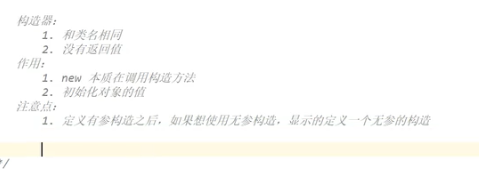 构造器:
1. 和类名相同
2. 没有返回值
作用:
1. new 本质在调用构造方法
2. 初始化对象的值
注意点:
1. 定义有参构造之后，如果想使用无参构造，显示的定义一个无参的构造
*/